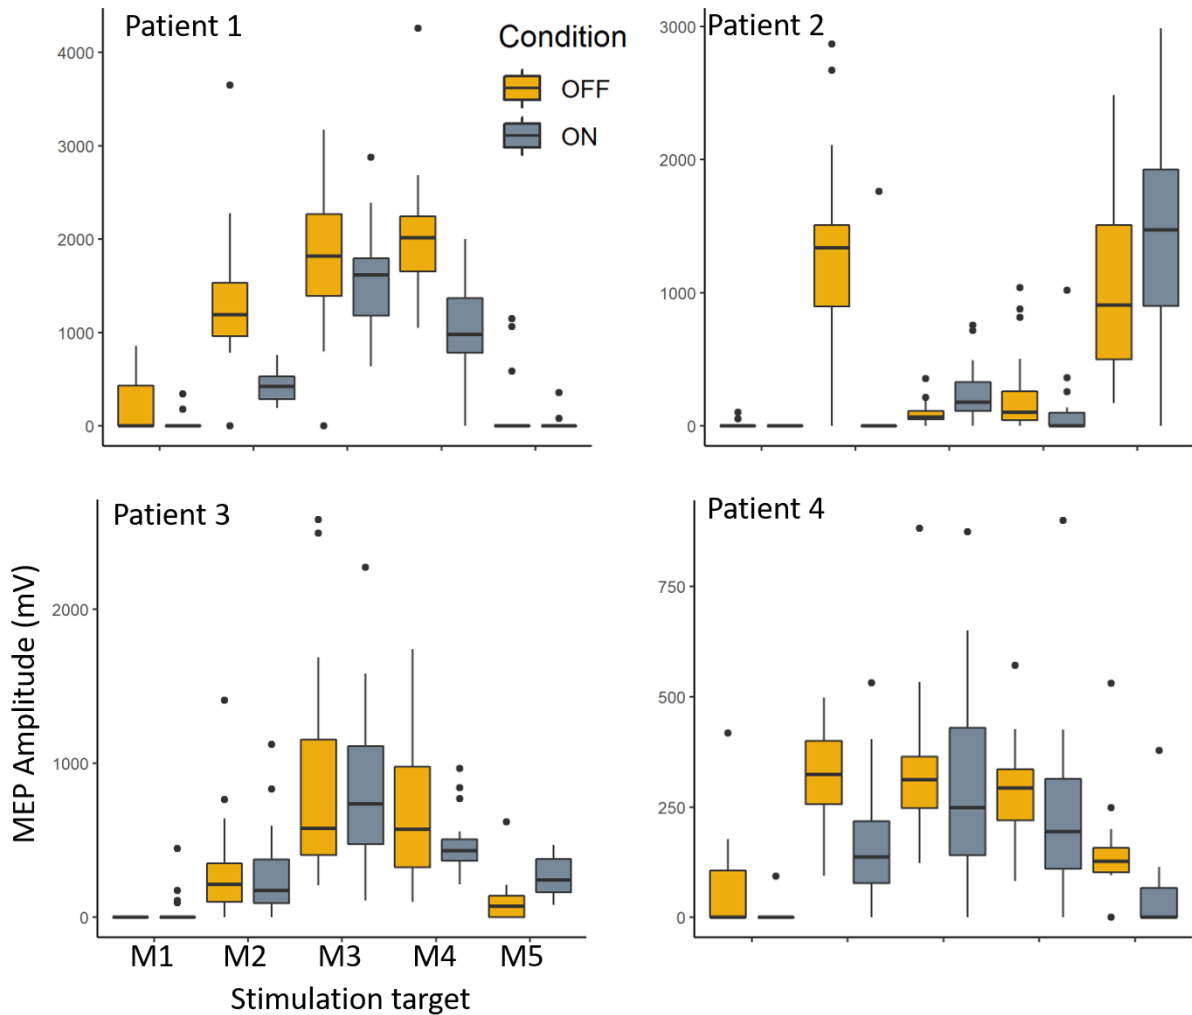 Patient 1
Condition
OFF
ON
4000
3000
2000
1000
0
Patient 2
3000
2000
1000
0
Patient 3
2000
1000
0
Patient 4
750
500
250
0
MEP Amplitude (mV)
M1 M2 M3 M4 M5
Stimulation target